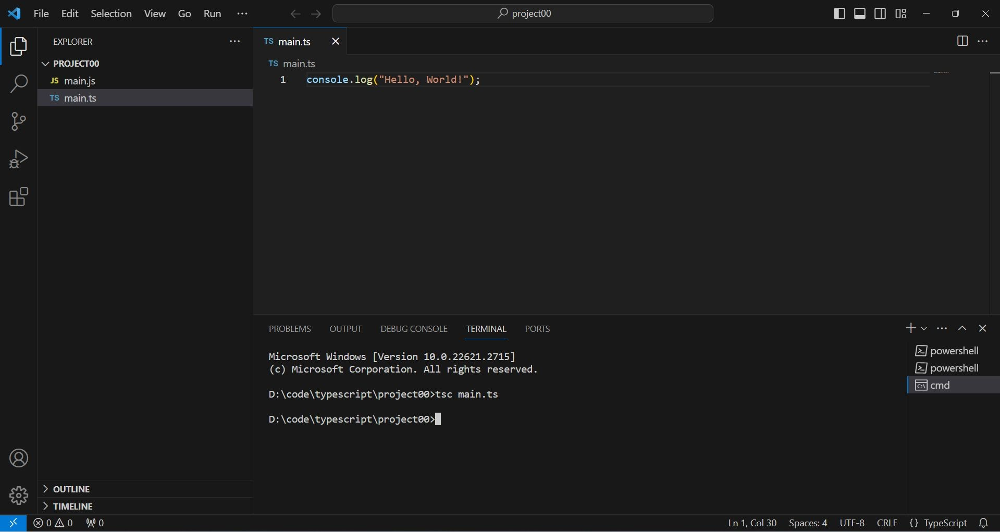 File Edit Selection View Go Run ···
project00
EXPLORER
PROJECT00
JS main.js
TS main.ts
OUTLINE
TIMELINE
TS main.ts
TS main.ts
1 console.log("Hello, World!");
PROBLEMS OUTPUT DEBUG CONSOLE TERMINAL PORTS
Microsoft Windows [Version 10.0.22621.2715]
(c) Microsoft Corporation. All rights reserved.
D:\code\typescript\project00>tsc main.ts
D:\code\typescript\project00>
powershell
powershell
cmd
0 0 0
Ln 1, Col 30 Spaces: 4 UTF-8 CRLF {} TypeScript